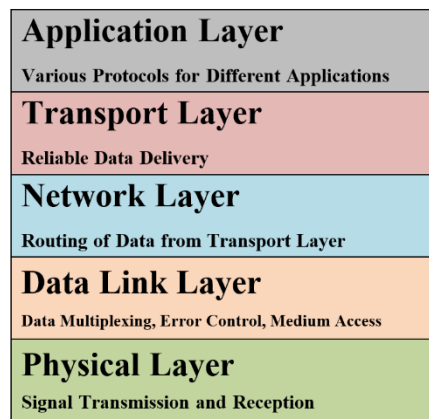 Application Layer
Various Protocols for Different Applications
Transport Layer
Reliable Data Delivery
Network Layer
Routing of Data from Transport Layer
Data Link Layer
Data Multiplexing, Error Control, Medium Access
Physical Layer
Signal Transmission and Reception